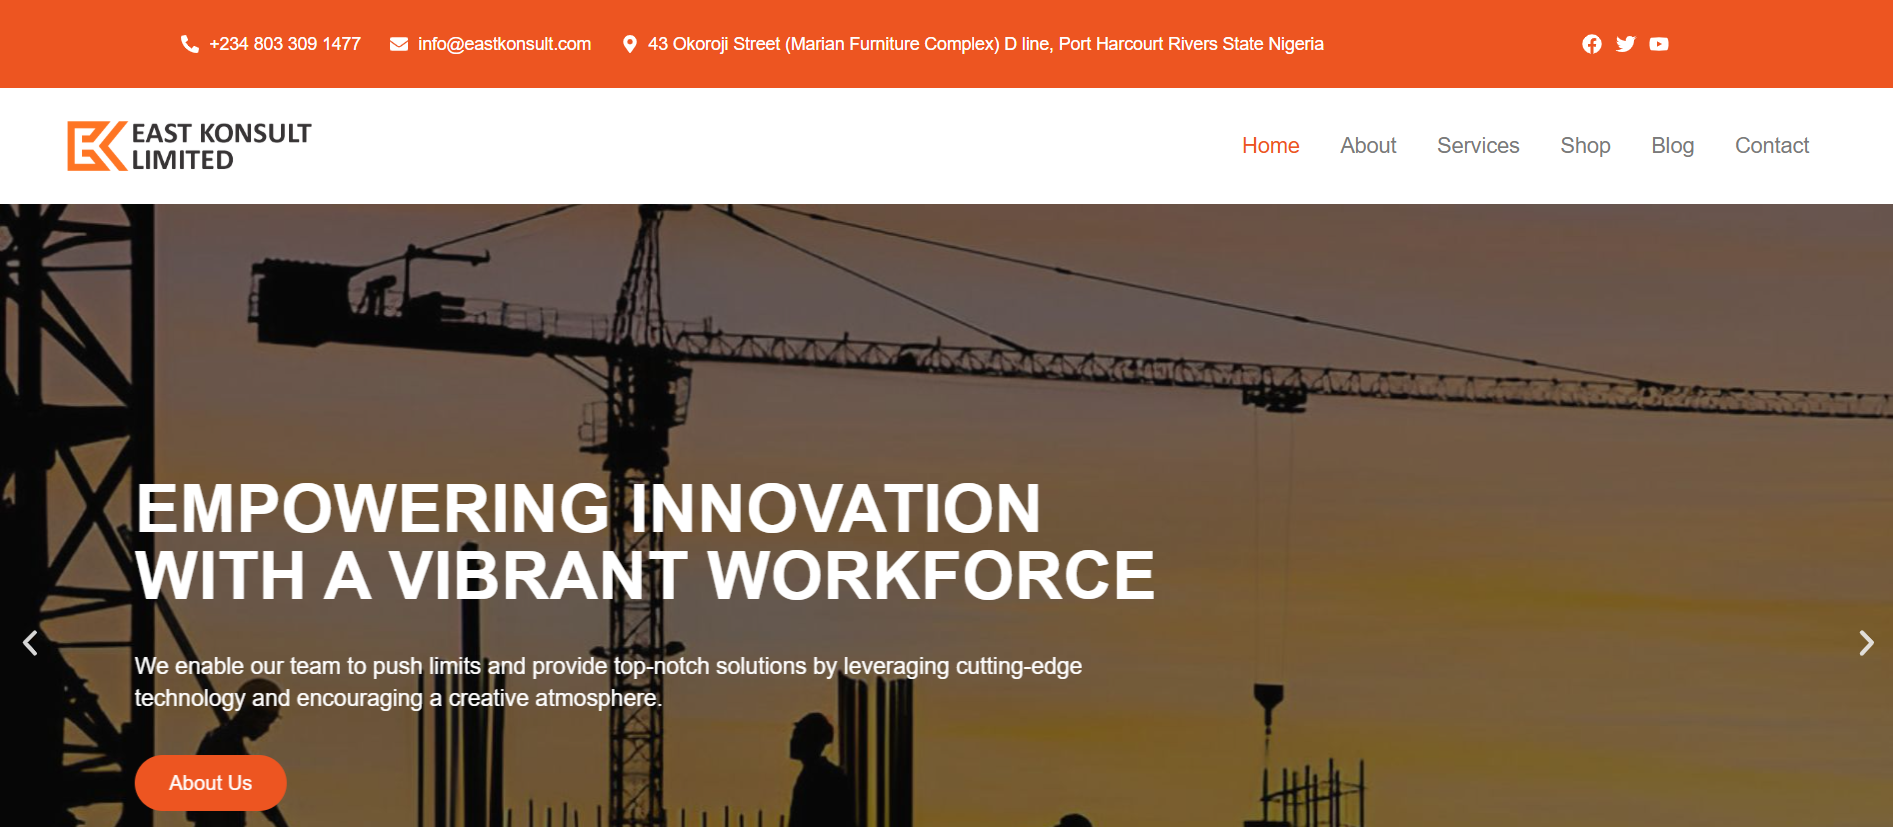 +234 803 309 1477
info@eastkonsult.com
43 Okoroji Street (Marian Furniture Complex) D line, Port Harcourt Rivers State Nigeria
EK EAST KONSULT
LIMITED
Home
About
Services
Shop
Blog
Contact
EMPOWERING INNOVATION
WITH A VIBRANT WORKFORCE
We enable our team to push limits and provide top-notch solutions by leveraging cutting-edge
technology and encouraging a creative atmosphere.
About Us